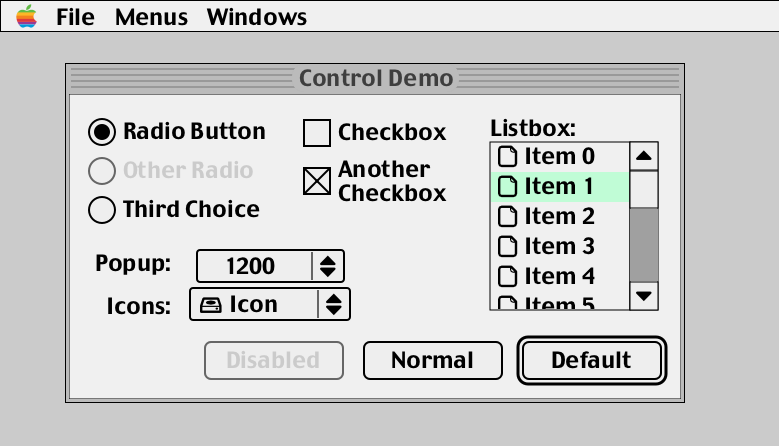 File Menus Windows
Control Demo
Radio Button
Other Radio
Third Choice
Checkbox
Another
Checkbox
Listbox:
Item 0
Item 1
Item 2
Item 3
Item 4
Item 5
Popup: 1200
Icons: Icon
Disabled Normal Default